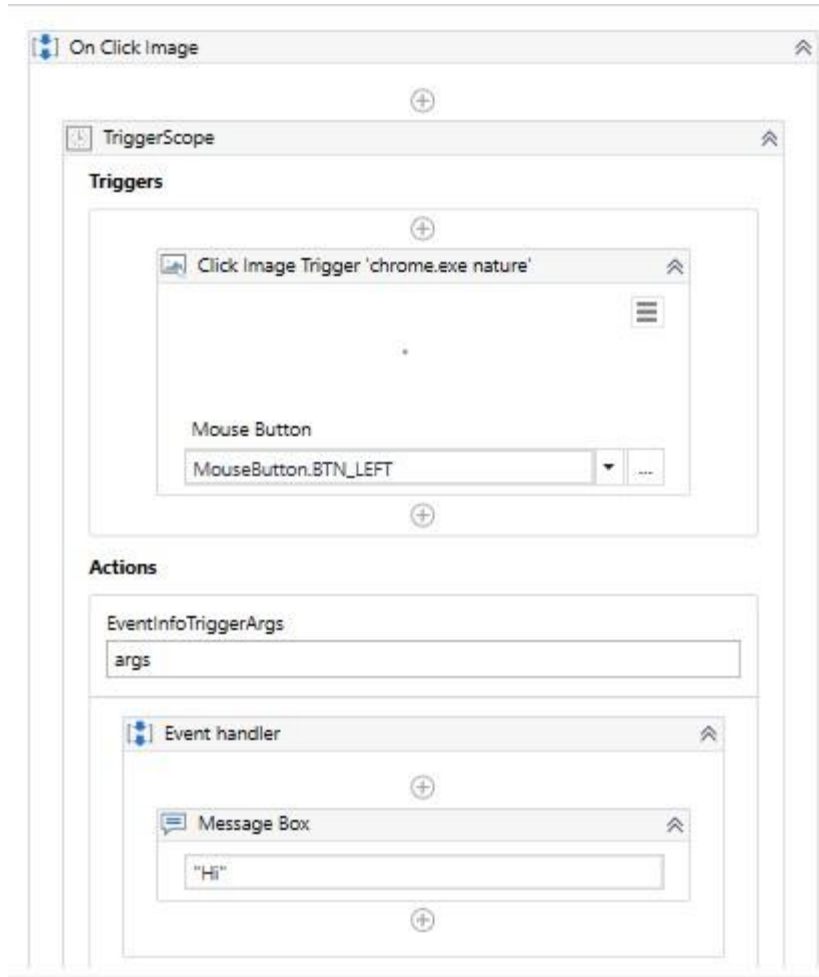 On Click Image
TriggerScope
Triggers
Click Image Trigger 'chrome.exe nature'
Mouse Button
MouseButton.BTN_LEFT
...
Actions
EventInfoTriggerArgs
args
Event handler
Message Box
"Hi"